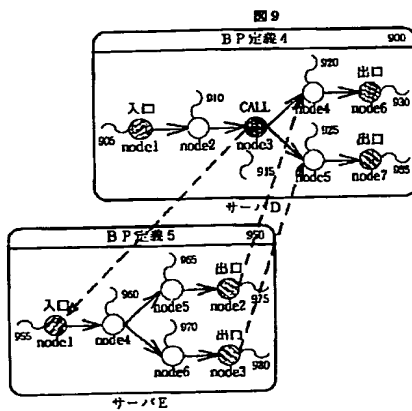 図9
BP定義4 900
920
出口
910
CALL
node4
node6
930
入口
905
node1
node2
node3
925
出口
915
node5
node7
935
サーバD
BP定義5 950
965
出口
960
node5
node2
975
入口
970
出口
955
node1
node4
node6
node3
980
サーバE